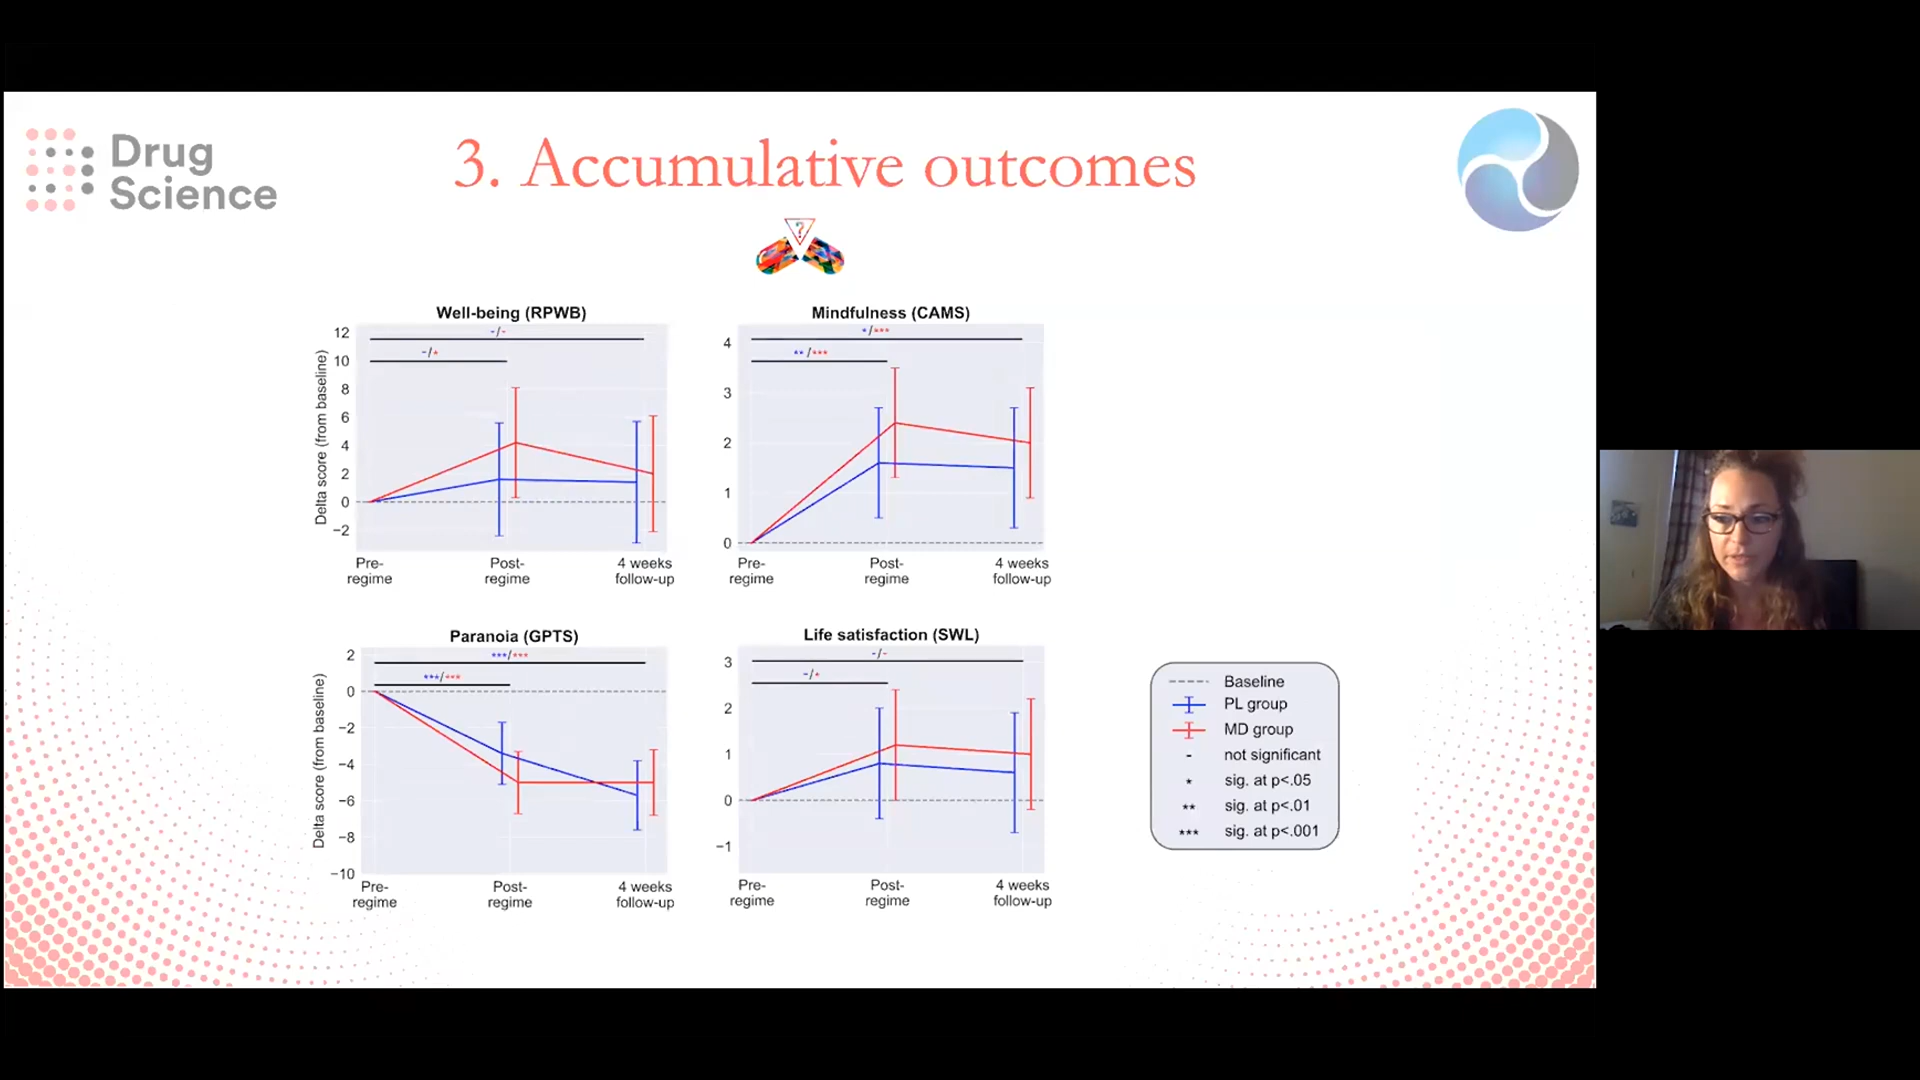 Drug
Science
3. Accumulative outcomes
?
Well-being (RPWB)
-/-
-/*
Delta score (from baseline)
12
10
8
6
4
2
0
−2
Pre-
regime
Post-
regime
4 weeks
follow-up
Mindfulness (CAMS)
*/***
**/***
4
3
2
1
0
Pre-
regime
Post-
regime
4 weeks
follow-up
Paranoia (GPTS)
***/***
***/***
Delta score (from baseline)
2
0
−2
−4
−6
−8
−10
Pre-
regime
Post-
regime
4 weeks
follow-up
Life satisfaction (SWL)
-/-
-/*
3
2
1
0
−1
Pre-
regime
Post-
regime
4 weeks
follow-up
Baseline
PL group
MD group
- not significant
* sig. at p<.05
** sig. at p<.01
*** sig. at p<.001